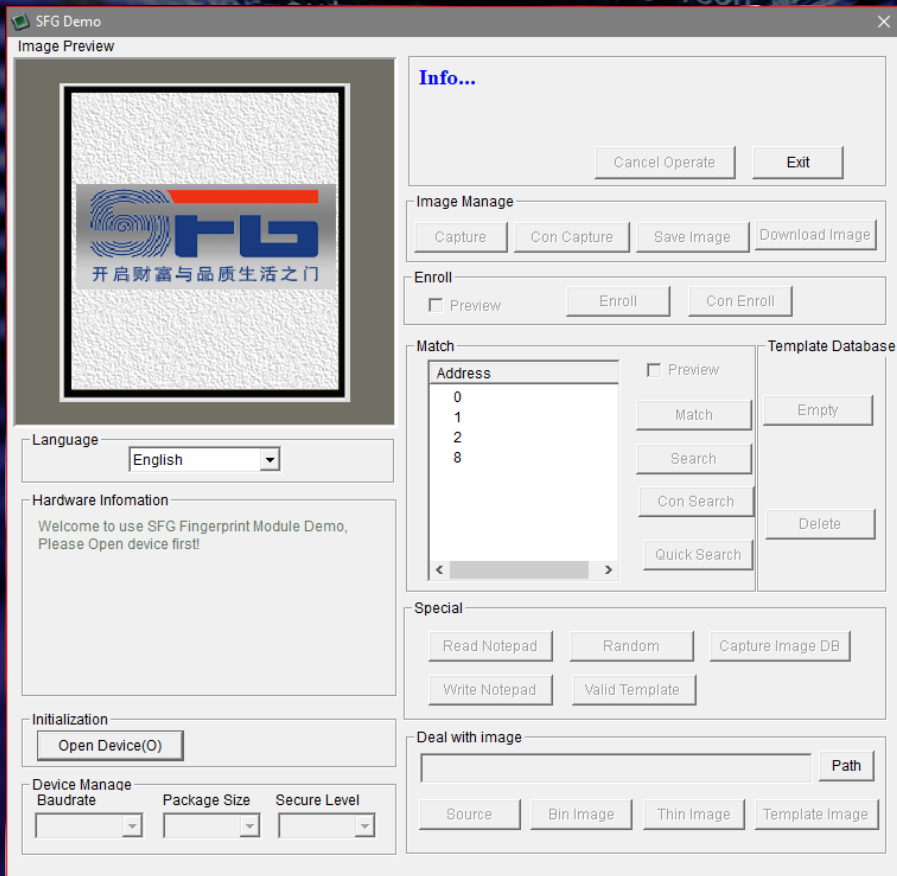 SFG Demo
Image Preview
SFG
开启财富与品质生活之门
Language
English
Hardware Infomation
Welcome to use SFG Fingerprint Module Demo,
Please Open device first!
Initialization
Open Device(O)
Device Manage
Baudrate Package Size Secure Level
Info...
Cancel Operate Exit
Image Manage
Capture Con Capture Save Image Download Image
Enroll
Preview Enroll Con Enroll
Match
Address
0
1
2
8
Preview
Match
Search
Con Search
Quick Search
Template Database
Empty
Delete
Special
Read Notepad Random Capture Image DB
Write Notepad Valid Template
Deal with image
Path
Source Bin Image Thin Image Template Image